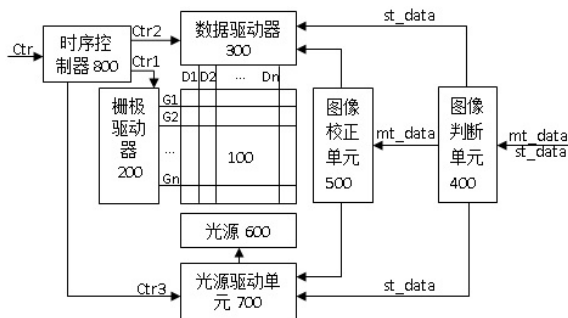 st_data
Ctr
时序控
制器 800
Ctr2
Ctr1
数据驱动器
300
D1 D2 ... Dn
栅极
驱动
器
200
G1
G2
...
Gn
100
图像
校正
单元
500
mt_data
图像
判断
单元
400
mt_data
st_data
光源 600
Ctr3
光源驱动单
元 700
st_data